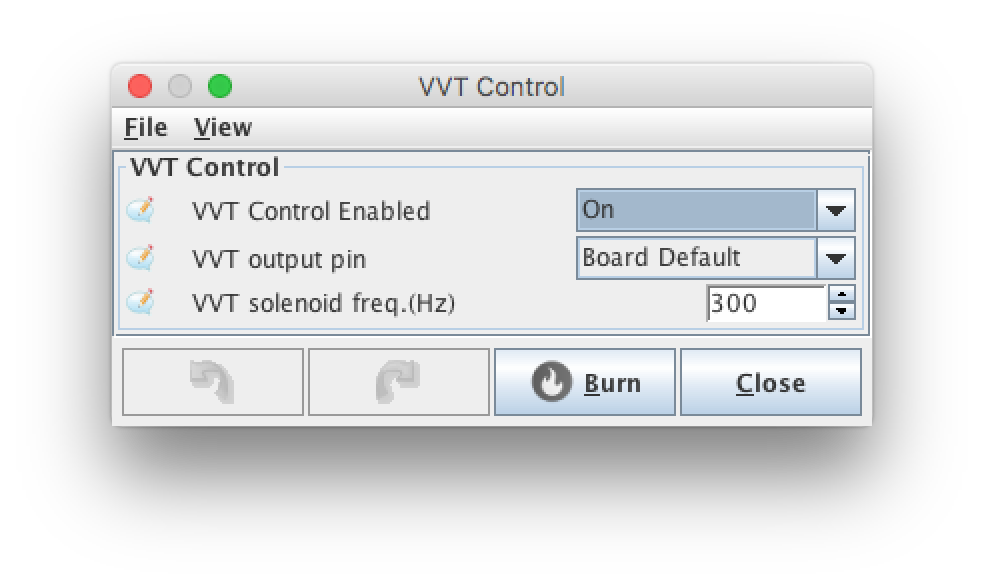 VVT Control
File View
VVT Control
VVT Control Enabled On
VVT output pin Board Default
VVT solenoid freq.(Hz) 300
Burn Close